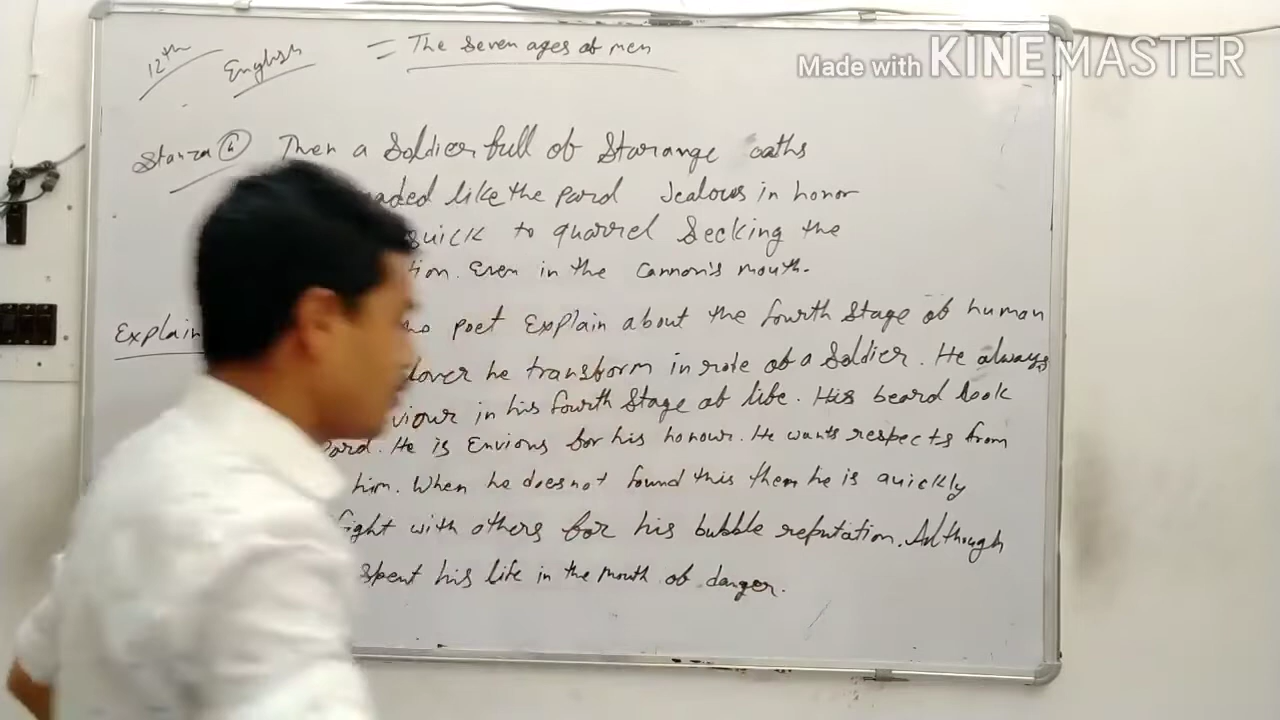 12th English = The Seven ages of men
Made with KINEMASTER
Stanza 4 Then a Soldier full of Starange oaths
aded like the pard Jealous in honor
quick to quarrel Seeking the
tion. Even in the Cannon's mouth.
Explain poet Explain about the fourth Stage of human
lover he transform in role of a Soldier. He always
viour in his fourth Stage of life. His beard look
Pard. He is Envious for his honour. He wants respects from
him. When he does not found this them he is quickly
fight with others for his bubble reputation. Although
spent his life in the mouth of danger.